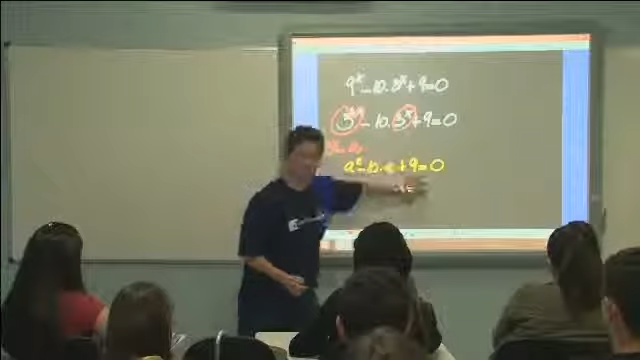 9ˣ - 10.3ˣ + 9 = 0
- 10.3ˣ + 9 = 0
a² - 10.a + 9 = 0